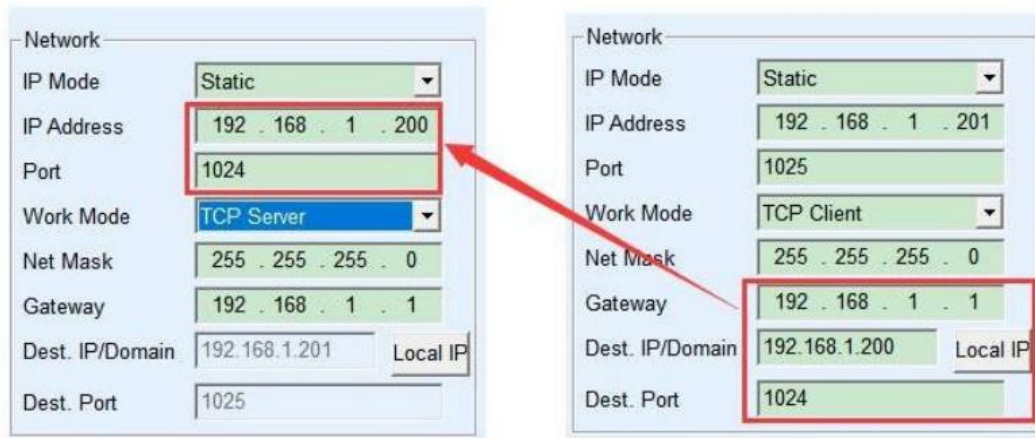 Network
IP Mode Static
IP Address 192 . 168 . 1 . 200
Port 1024
Work Mode TCP Server
Net Mask 255 . 255 . 255 . 0
Gateway 192 . 168 . 1 . 1
Dest. IP/Domain 192.168.1.201 Local IP
Dest. Port 1025
Network
IP Mode Static
IP Address 192 . 168 . 1 . 201
Port 1025
Work Mode TCP Client
Net Mask 255 . 255 . 255 . 0
Gateway 192 . 168 . 1 . 1
Dest. IP/Domain 192.168.1.200 Local IP
Dest. Port 1024